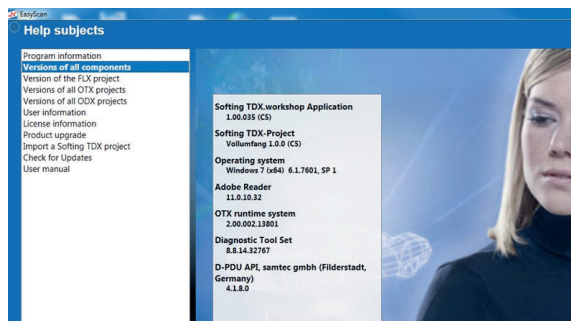 EasyScan
Help subjects
Program information
Versions of all components
Version of the FLX project
Versions of all OTX projects
Versions of all ODX projects
User information
License information
Product upgrade
Import a Softing TDX project
Check for Updates
User manual
Softing TDX.workshop Application
1.00.035 (C5)
Softing TDX-Project
Vollumfang 1.0.0 (C5)
Operating system
Windows 7 (x64) 6.1.7601, SP 1
Adobe Reader
11.0.10.32
OTX runtime system
2.00.002.13801
Diagnostic Tool Set
8.8.14.32767
D-PDU API, samtec gmbh (Filderstadt,
Germany)
4.1.8.0